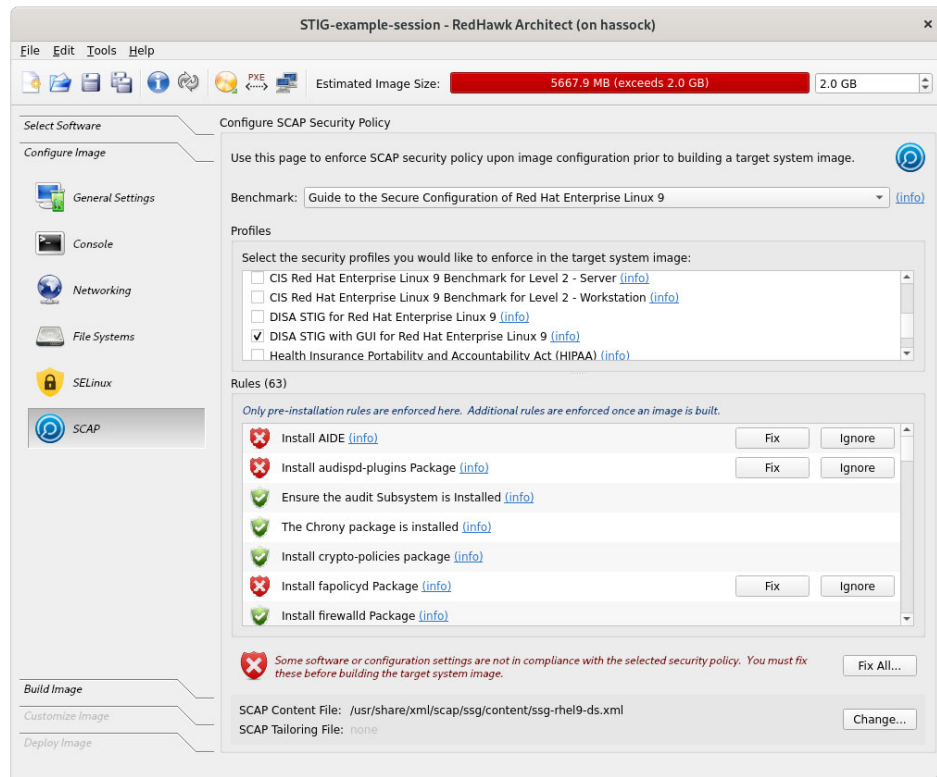 STIG-example-session - RedHawk Architect (on hassock)
×
File Edit Tools Help
PXE
Estimated Image Size:
5667.9 MB (exceeds 2.0 GB)
2.0 GB
Select Software
Configure Image
General Settings
Console
Networking
File Systems
SELinux
SCAP
Build Image
Customize Image
Deploy Image
Configure SCAP Security Policy
Use this page to enforce SCAP security policy upon image configuration prior to building a target system image.
Benchmark: Guide to the Secure Configuration of Red Hat Enterprise Linux 9 (info)
Profiles
Select the security profiles you would like to enforce in the target system image:
CIS Red Hat Enterprise Linux 9 Benchmark for Level 2 - Server (info)
CIS Red Hat Enterprise Linux 9 Benchmark for Level 2 - Workstation (info)
DISA STIG for Red Hat Enterprise Linux 9 (info)
DISA STIG with GUI for Red Hat Enterprise Linux 9 (info)
Health Insurance Portability and Accountability Act (HIPAA) (info)
Rules (63)
Only pre-installation rules are enforced here. Additional rules are enforced once an image is built.
Install AIDE (info) Fix Ignore
Install audispd-plugins Package (info) Fix Ignore
Ensure the audit Subsystem is Installed (info)
The Chrony package is installed (info)
Install crypto-policies package (info)
Install fapolicyd Package (info) Fix Ignore
Install firewalld Package (info)
Some software or configuration settings are not in compliance with the selected security policy. You must fix
these before building the target system image.
Fix All...
SCAP Content File: /usr/share/xml/scap/ssg/content/ssg-rhel9-ds.xml
SCAP Tailoring File: none
Change...